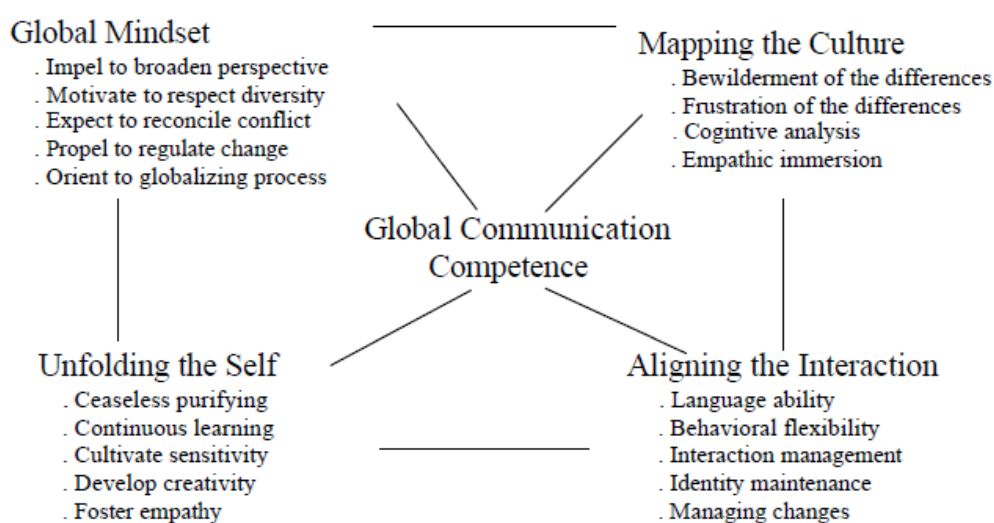 Global Mindset
. Impel to broaden perspective
. Motivate to respect diversity
. Expect to reconcile conflict
. Propel to regulate change
. Orient to globalizing process
Mapping the Culture
. Bewilderment of the differences
. Frustration of the differences
. Cogintive analysis
. Empathic immersion
Global Communication
Competence
Unfolding the Self
. Ceaseless purifying
. Continuous learning
. Cultivate sensitivity
. Develop creativity
. Foster empathy
Aligning the Interaction
. Language ability
. Behavioral flexibility
. Interaction management
. Identity maintenance
. Managing changes